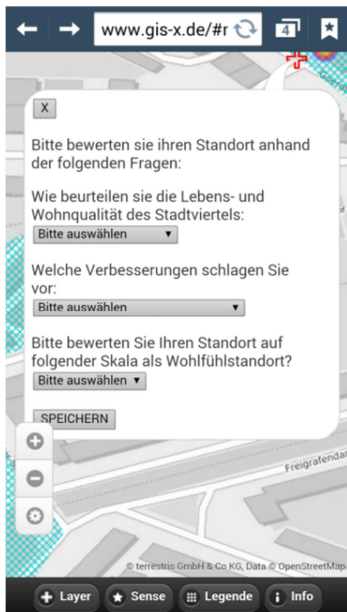 www.gis-x.de/#r
4
X
Bitte bewerten sie ihren Standort anhand
der folgenden Fragen:
Wie beurteilen sie die Lebens- und
Wohnqualität des Stadtviertels:
Bitte auswählen
Welche Verbesserungen schlagen Sie
vor:
Bitte auswählen
Bitte bewerten Sie Ihren Standort auf
folgender Skala als Wohlfühlstandort?
Bitte auswählen
SPEICHERN
Freigrafendam
© terrestris GmbH & Co KG, Data © OpenStreetMap
Layer Sense Legende Info